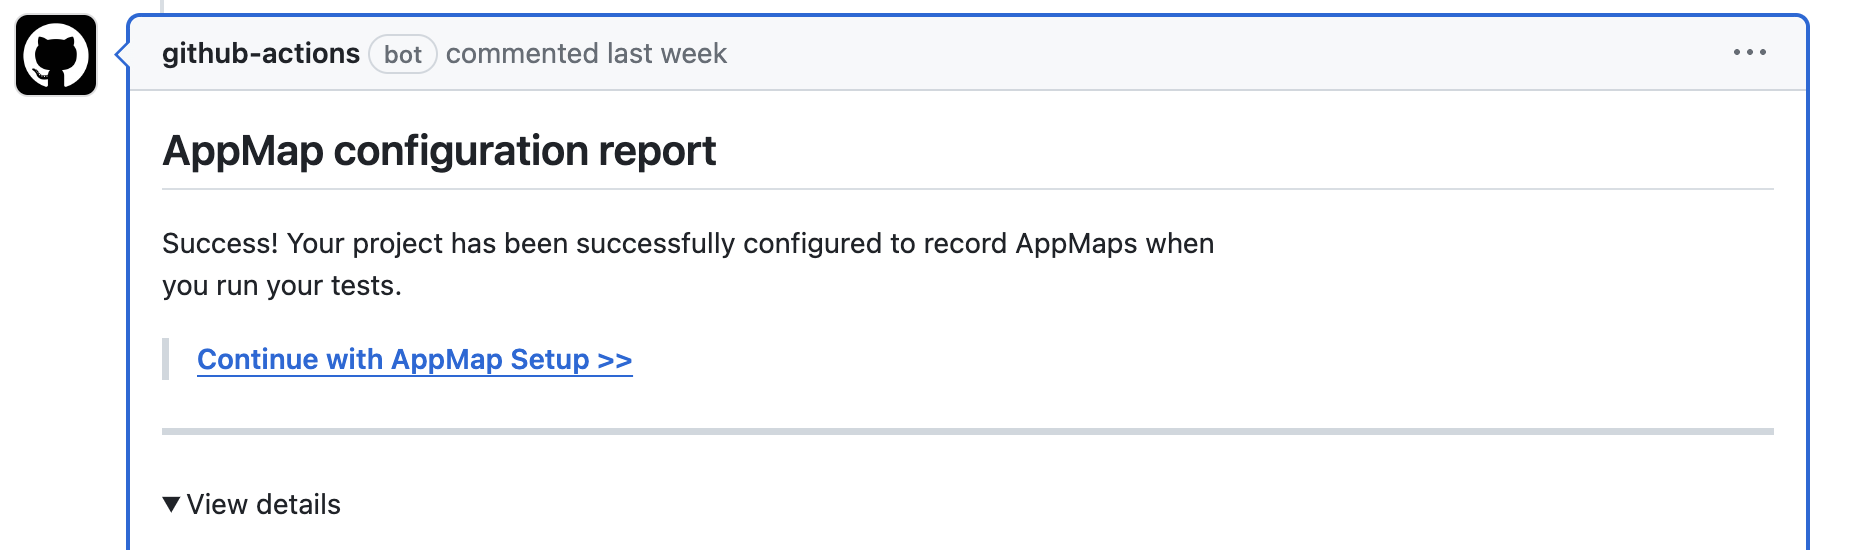 github-actions bot commented last week
AppMap configuration report
Success! Your project has been successfully configured to record AppMaps when
you run your tests.
Continue with AppMap Setup >>
View details